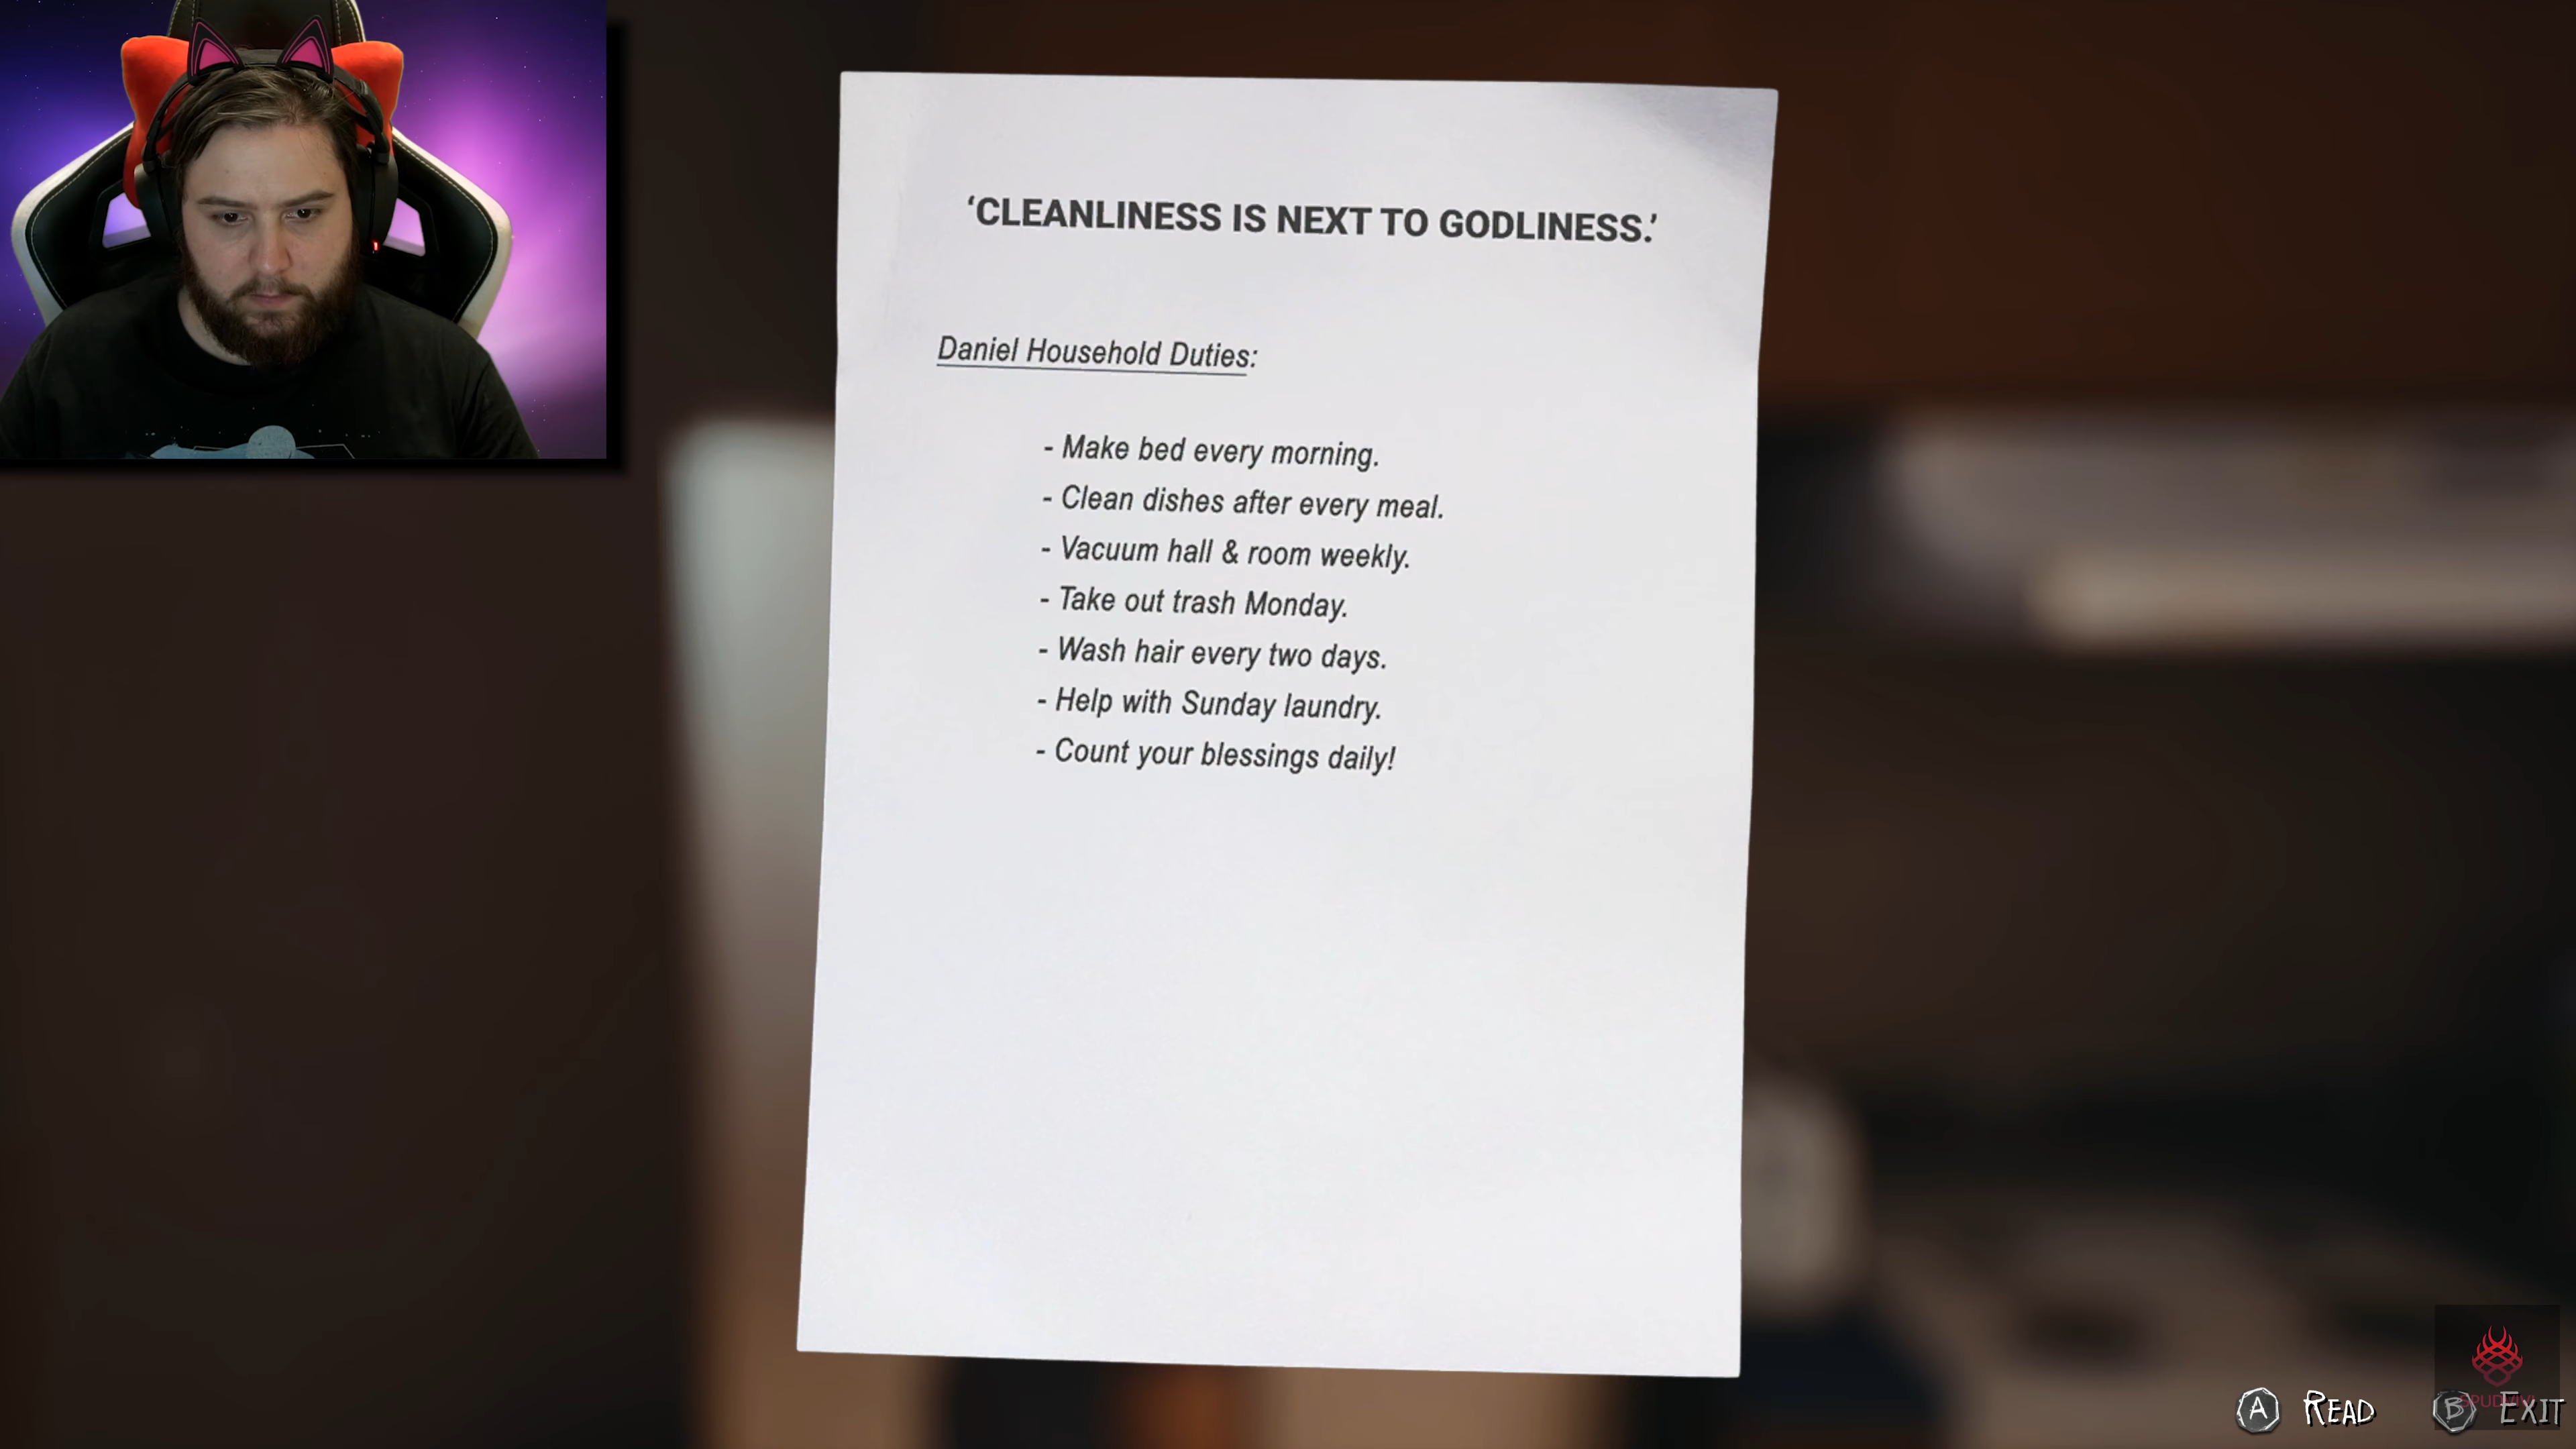 ‘CLEANLINESS IS NEXT TO GODLINESS.’
Daniel Household Duties:
- Make bed every morning.
- Clean dishes after every meal.
- Vacuum hall & room weekly.
- Take out trash Monday.
- Wash hair every two days.
- Help with Sunday laundry.
- Count your blessings daily!
A READ B EXIT